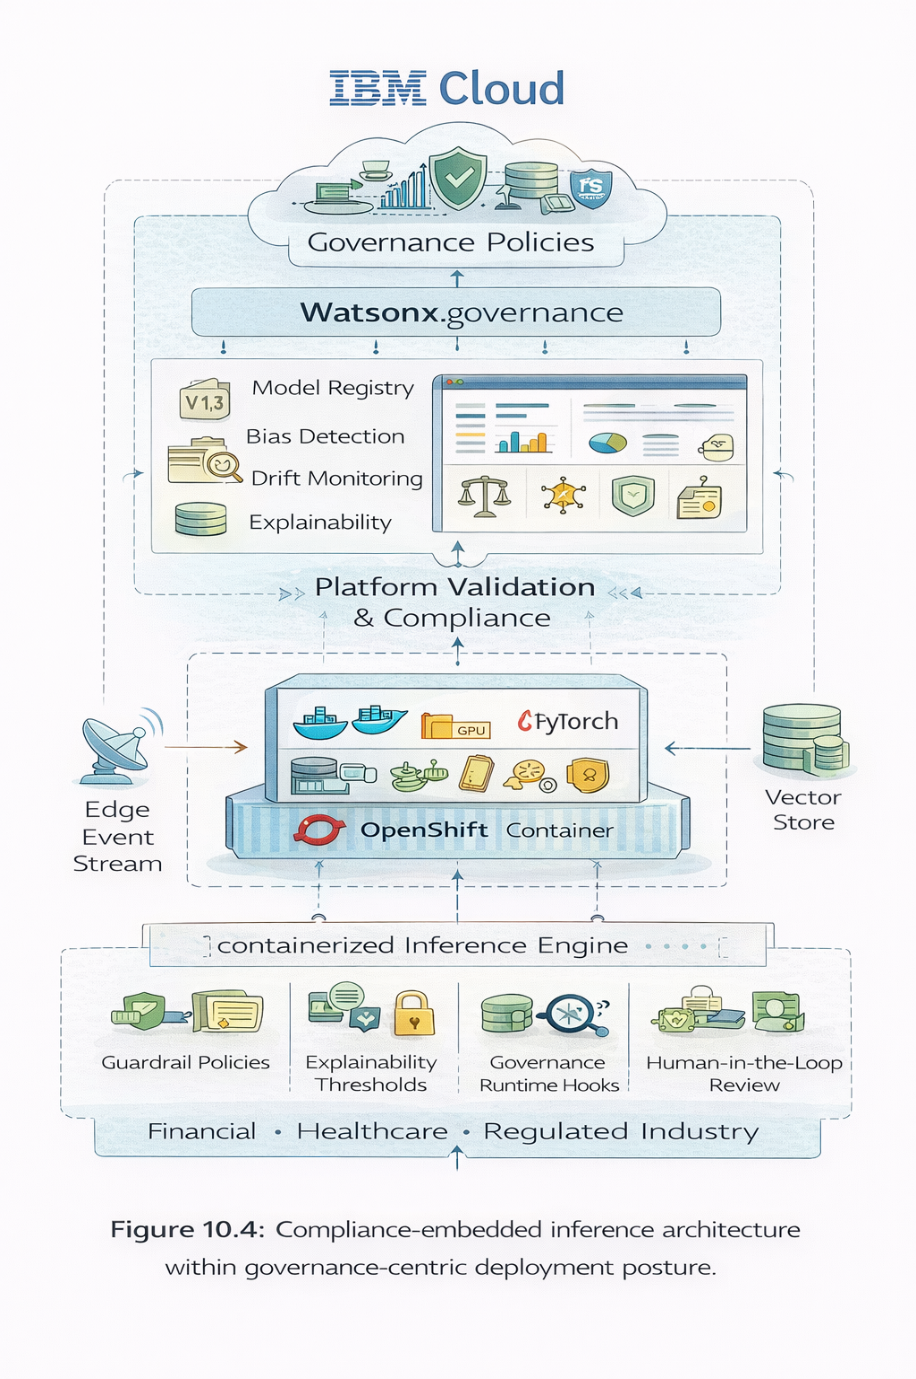 IBM Cloud
FS
Governance Policies
Watsonx.governance
V1,3
Model Registry
Bias Detection
Drift Monitoring
Explainability
Platform Validation
& Compliance
GPU
FyTorch
OpenShift Container
Edge
Event
Stream
Vector
Store
containerized Inference Engine
Guardrail Policies
Explainability
Thresholds
Governance
Runtime Hooks
Human-in-the-Loop
Review
Financial • Healthcare • Regulated Industry
Figure 10.4: Compliance-embedded inference architecture
within governance-centric deployment posture.